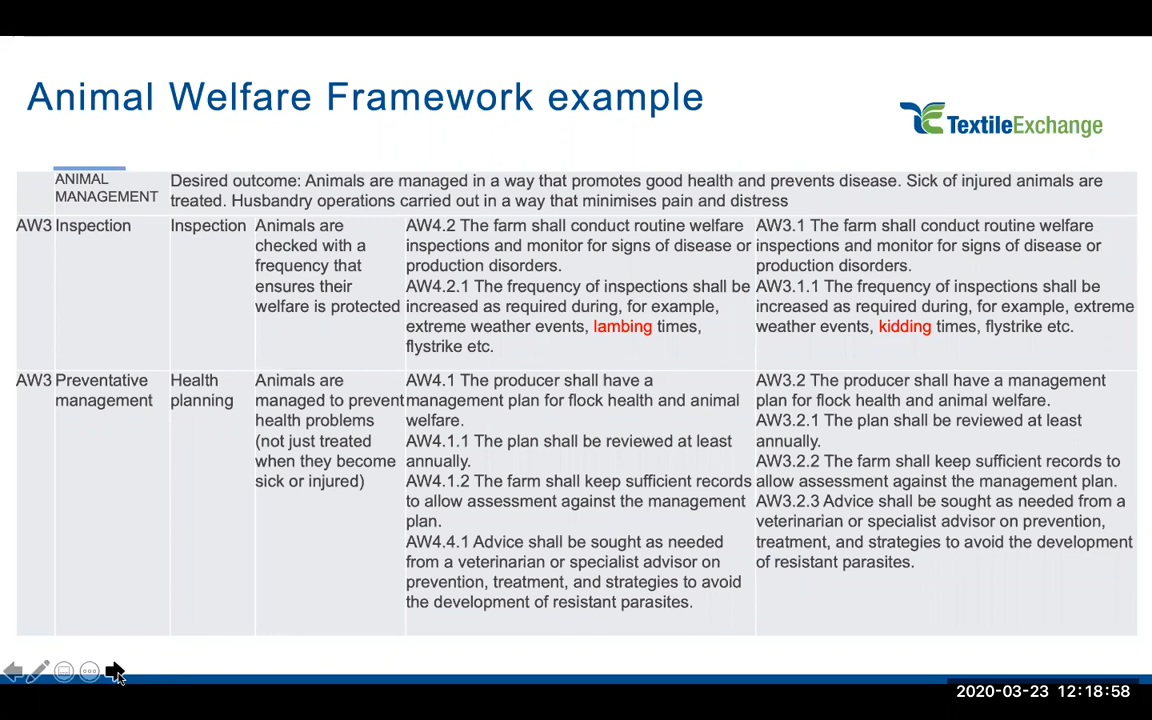 Animal Welfare Framework example
TextileExchange
ANIMAL
MANAGEMENT
Desired outcome: Animals are managed in a way that promotes good health and prevents disease. Sick of injured animals are
treated. Husbandry operations carried out in a way that minimises pain and distress
AW3
Inspection
Inspection
Animals are
checked with a
frequency that
ensures their
welfare is protected
AW4.2 The farm shall conduct routine welfare
inspections and monitor for signs of disease or
production disorders.
AW4.2.1 The frequency of inspections shall be
increased as required during, for example,
extreme weather events, lambing times,
flystrike etc.
AW3.1 The farm shall conduct routine welfare
inspections and monitor for signs of disease or
production disorders.
AW3.1.1 The frequency of inspections shall be
increased as required during, for example, extreme
weather events, kidding times, flystrike etc.
AW3
Preventative
management
Health
planning
Animals are
managed to prevent
health problems
(not just treated
when they become
sick or injured)
AW4.1 The producer shall have a
management plan for flock health and animal
welfare.
AW4.1.1 The plan shall be reviewed at least
annually.
AW4.1.2 The farm shall keep sufficient records
to allow assessment against the management
plan.
AW4.4.1 Advice shall be sought as needed
from a veterinarian or specialist advisor on
prevention, treatment, and strategies to avoid
the development of resistant parasites.
AW3.2 The producer shall have a management
plan for flock health and animal welfare.
AW3.2.1 The plan shall be reviewed at least
annually.
AW3.2.2 The farm shall keep sufficient records to
allow assessment against the management plan.
AW3.2.3 Advice shall be sought as needed from a
veterinarian or specialist advisor on prevention,
treatment, and strategies to avoid the development
of resistant parasites.
2020-03-23 12:18:58